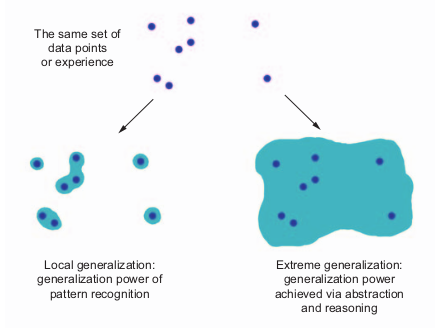 The same set of
data points
or experience
Local generalization:
generalization power of
pattern recognition
Extreme generalization:
generalization power
achieved via abstraction
and reasoning